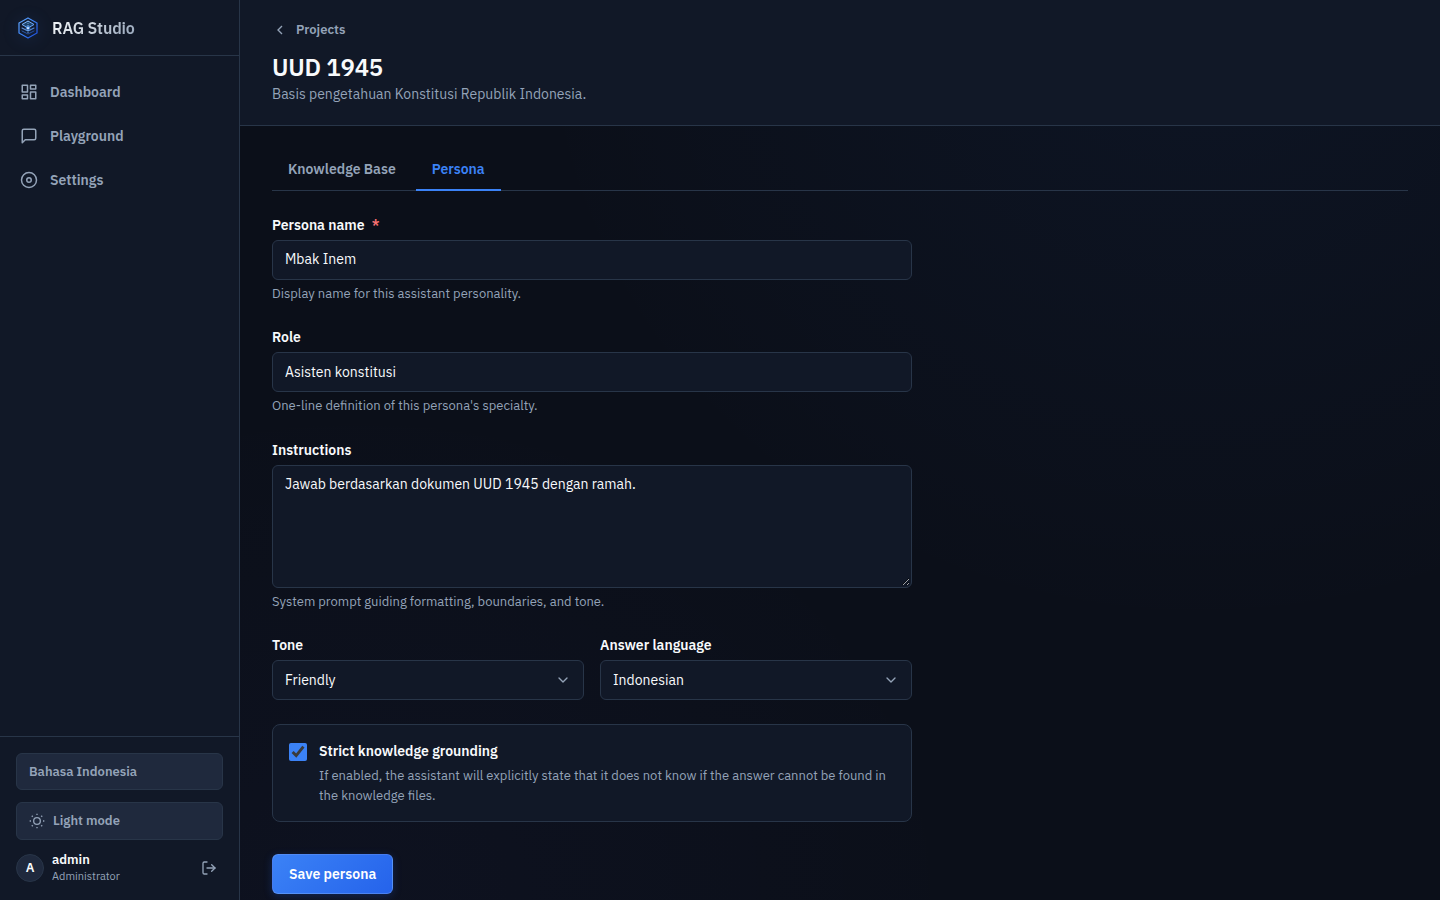 RAG Studio
Dashboard
Playground
Settings
Bahasa Indonesia
Light mode
A
admin
Administrator
Projects
UUD 1945
Basis pengetahuan Konstitusi Republik Indonesia.
Knowledge Base
Persona
Persona name *
Mbak Inem
Display name for this assistant personality.
Role
Asisten konstitusi
One-line definition of this persona's specialty.
Instructions
Jawab berdasarkan dokumen UUD 1945 dengan ramah.
System prompt guiding formatting, boundaries, and tone.
Tone
Friendly
Answer language
Indonesian
Strict knowledge grounding
If enabled, the assistant will explicitly state that it does not know if the answer cannot be found in
the knowledge files.
Save persona